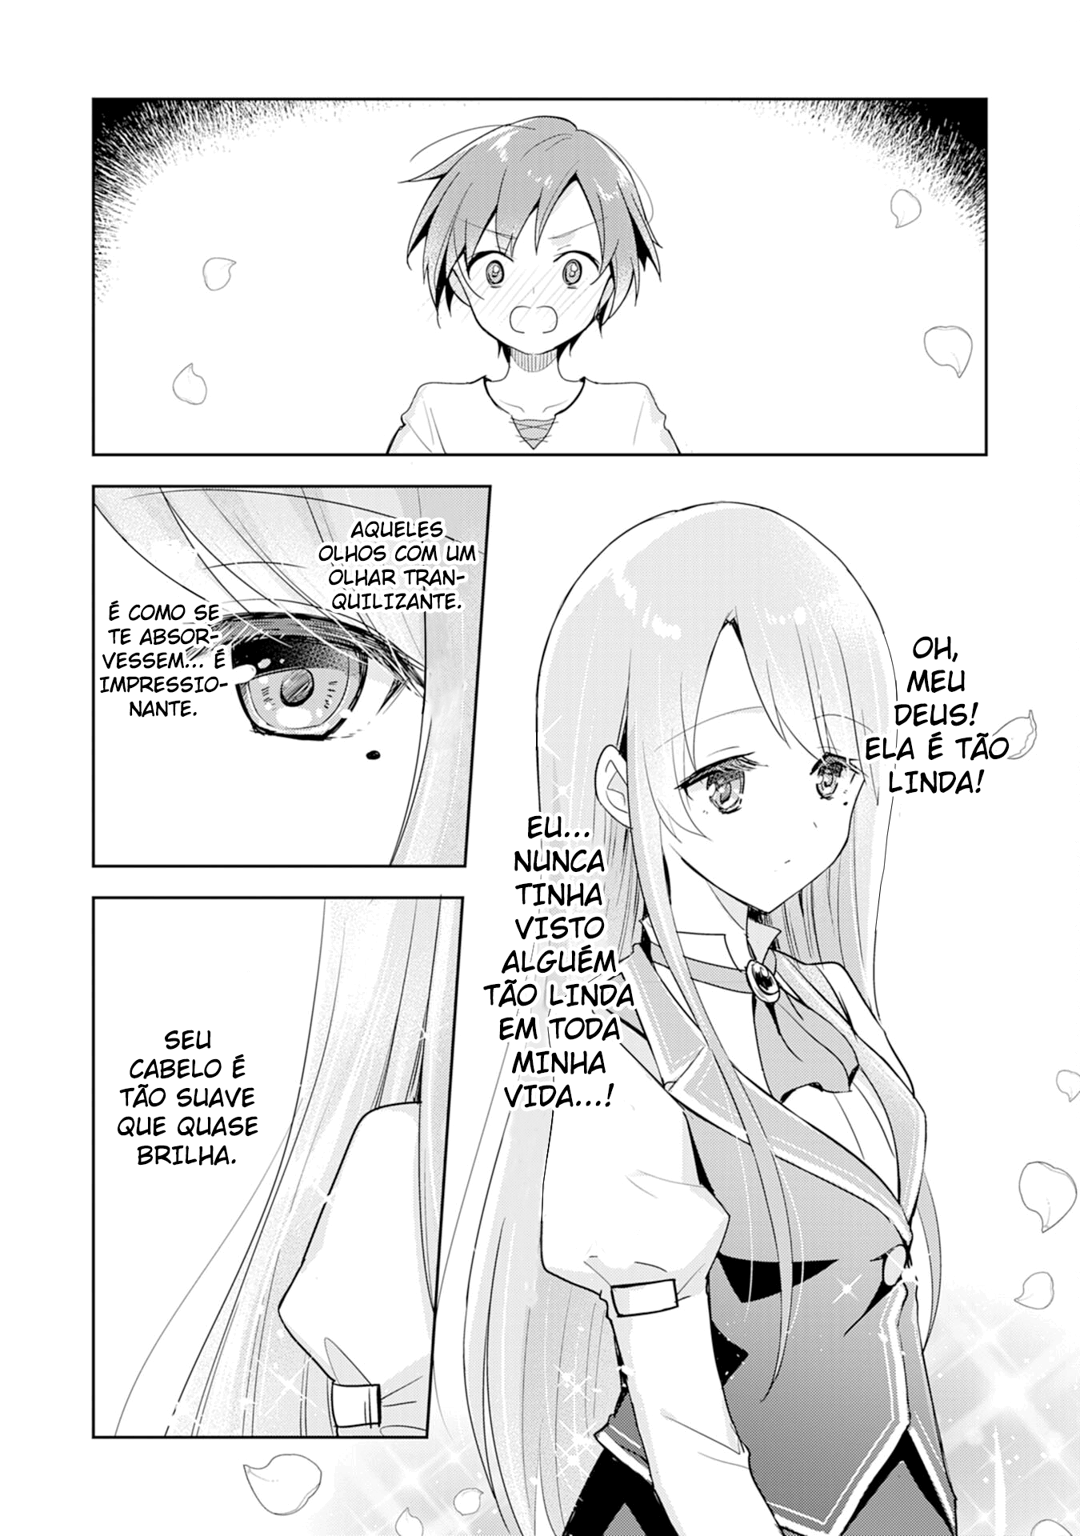 OH,
MEU
DEUS!
ELA É TÃO
LINDA!
EU...
NUNCA
TINHA
VISTO
ALGUÉM
TÃO LINDA
EM TODA
MINHA
VIDA...!
AQUELES
OLHOS COM UM
OLHAR TRAN-
QUILIZANTE.
É COMO SE
TE ABSOR-
VESSEM... É
IMPRESSIO-
NANTE.
SEU
CABELO É
TÃO SUAVE
QUE QUASE
BRILHA.